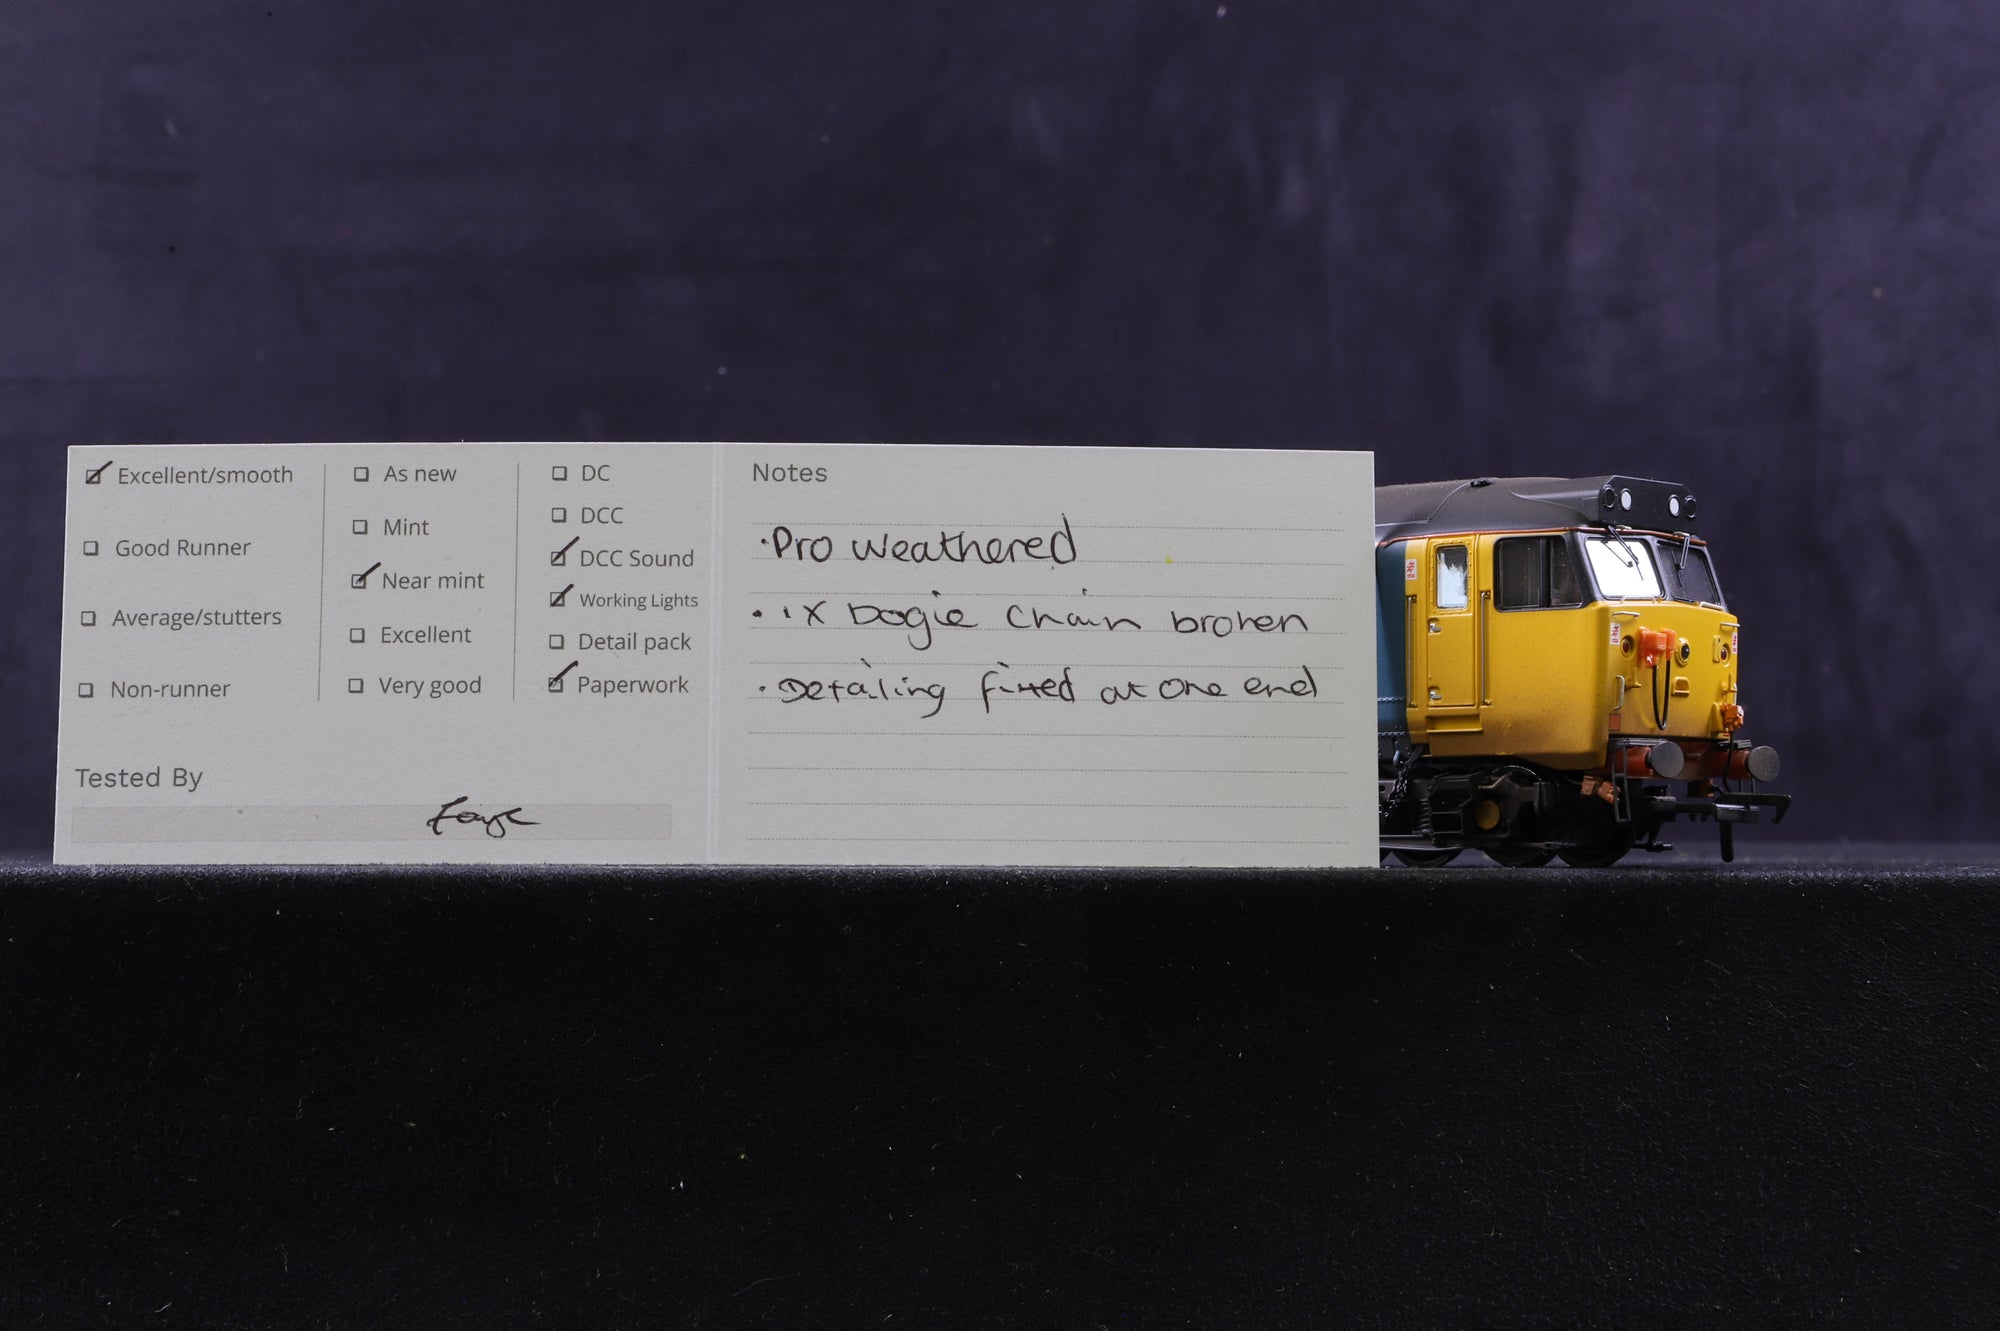 Excellent/smooth
Good Runner
Average/stutters
Non-runner
As new
Mint
Near mint
Excellent
Very good
DC
DCC
DCC Sound
Working Lights
Detail pack
Paperwork
Tested By
Notes
·Pro weathered
·1x bogie chain broken
·Detailing fitted at one end